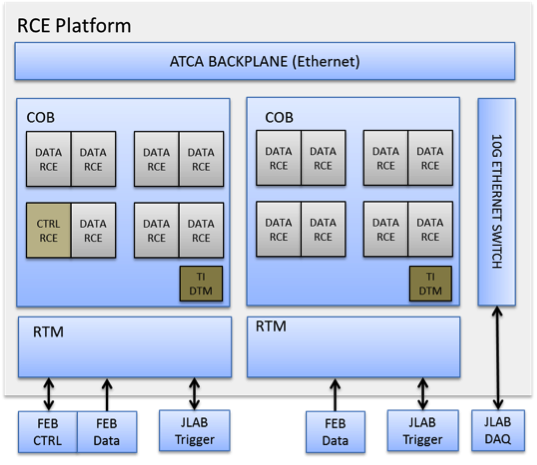 RCE Platform
ATCA BACKPLANE (Ethernet)
COB
DATA RCE
DATA RCE
DATA RCE
DATA RCE
CTRL RCE
DATA RCE
DATA RCE
DATA RCE
TI DTM
COB
DATA RCE
DATA RCE
DATA RCE
DATA RCE
DATA RCE
DATA RCE
DATA RCE
DATA RCE
TI DTM
10G ETHERNET SWITCH
RTM
RTM
FEB CTRL
FEB Data
JLAB Trigger
FEB Data
JLAB Trigger
JLAB DAQ